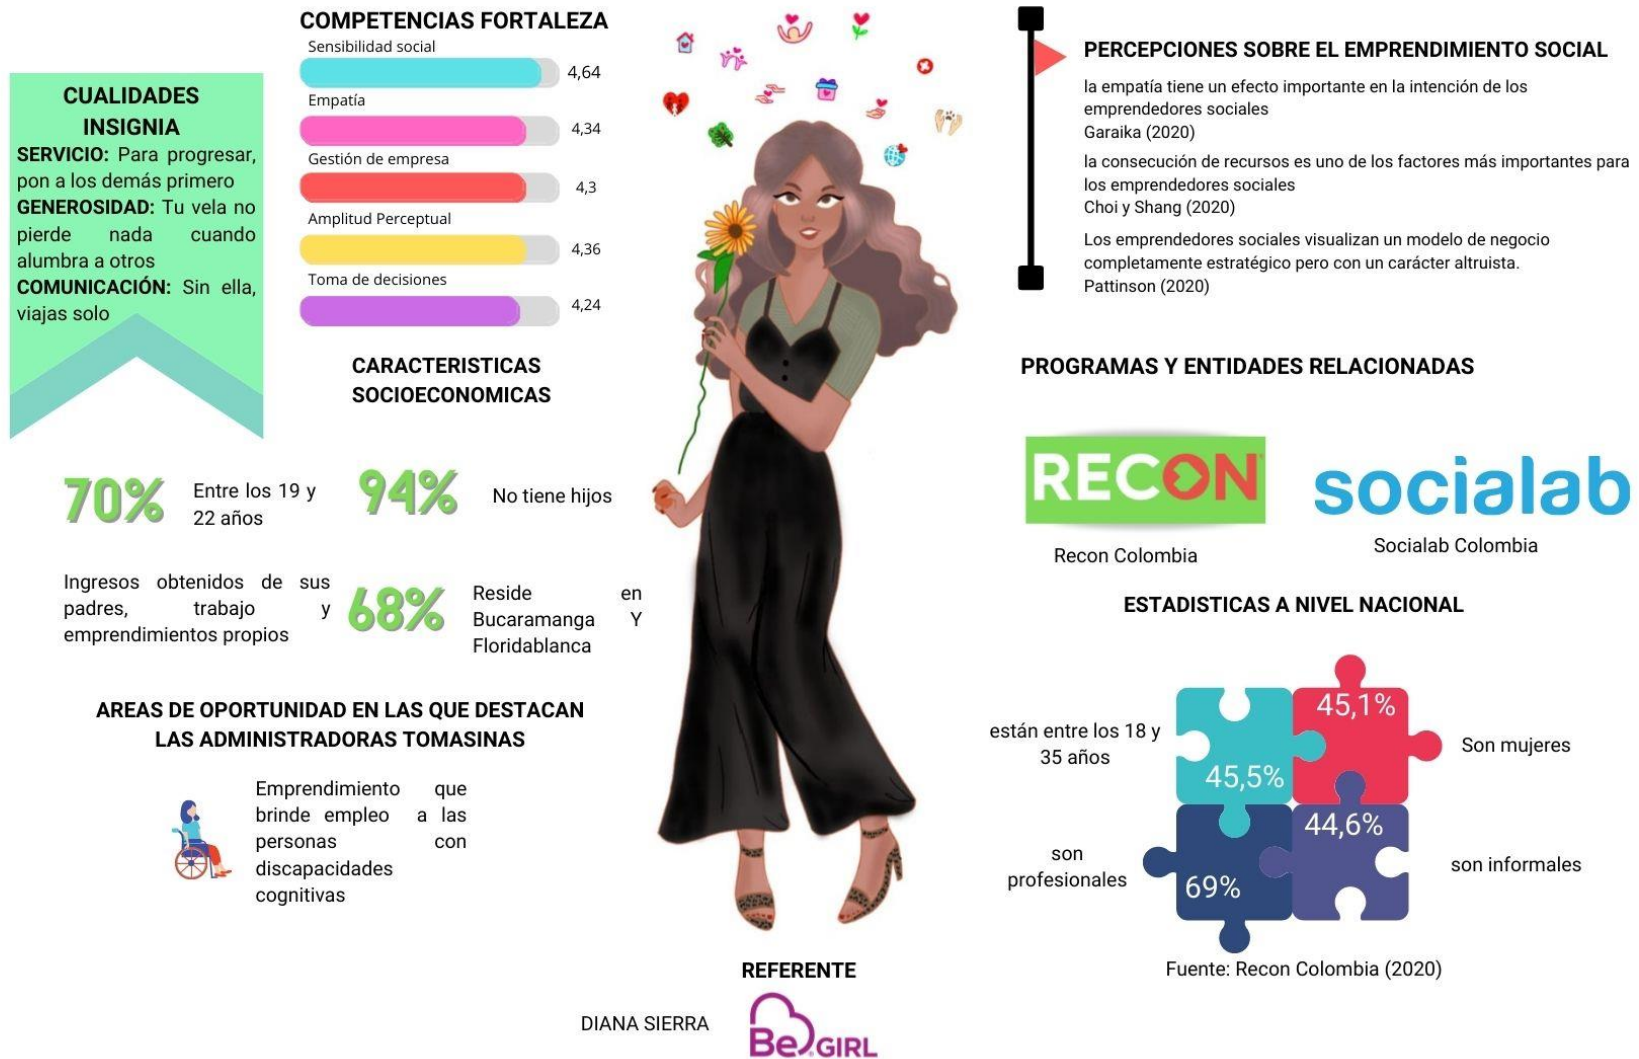 CUALIDADES
INSIGNIA
SERVICIO: Para progresar,
pon a los demás primero
GENEROSIDAD: Tu vela no
pierde nada cuando
alumbra a otros
COMUNICACIÓN: Sin ella,
viajas solo
COMPETENCIAS FORTALEZA
Sensibilidad social
4,64
Empatía
4,34
Gestión de empresa
4,3
Amplitud Perceptual
4,36
Toma de decisiones
4,24
CARACTERISTICAS
SOCIOECONOMICAS
70%
Entre los 19 y
22 años
94%
No tiene hijos
Ingresos obtenidos de sus
padres, trabajo y
emprendimientos propios
68%
Reside en
Bucaramanga Y
Floridablanca
AREAS DE OPORTUNIDAD EN LAS QUE DESTACAN
LAS ADMINISTRADORAS TOMASINAS
Emprendimiento que
brinde empleo a las
personas con
discapacidades
cognitivas
REFERENTE
DIANA SIERRA
Be GIRL
PERCEPCIONES SOBRE EL EMPRENDIMIENTO SOCIAL
la empatía tiene un efecto importante en la intención de los
emprendedores sociales
Garaika (2020)
la consecución de recursos es uno de los factores más importantes para
los emprendedores sociales
Choi y Shang (2020)
Los emprendedores sociales visualizan un modelo de negocio
completamente estratégico pero con un carácter altruista.
Pattinson (2020)
PROGRAMAS Y ENTIDADES RELACIONADAS
RECON
Recon Colombia
socialab
Socialab Colombia
ESTADISTICAS A NIVEL NACIONAL
están entre los 18 y
35 años
45,5%
45,1%
Son mujeres
son
profesionales
69%
44,6%
son informales
Fuente: Recon Colombia (2020)